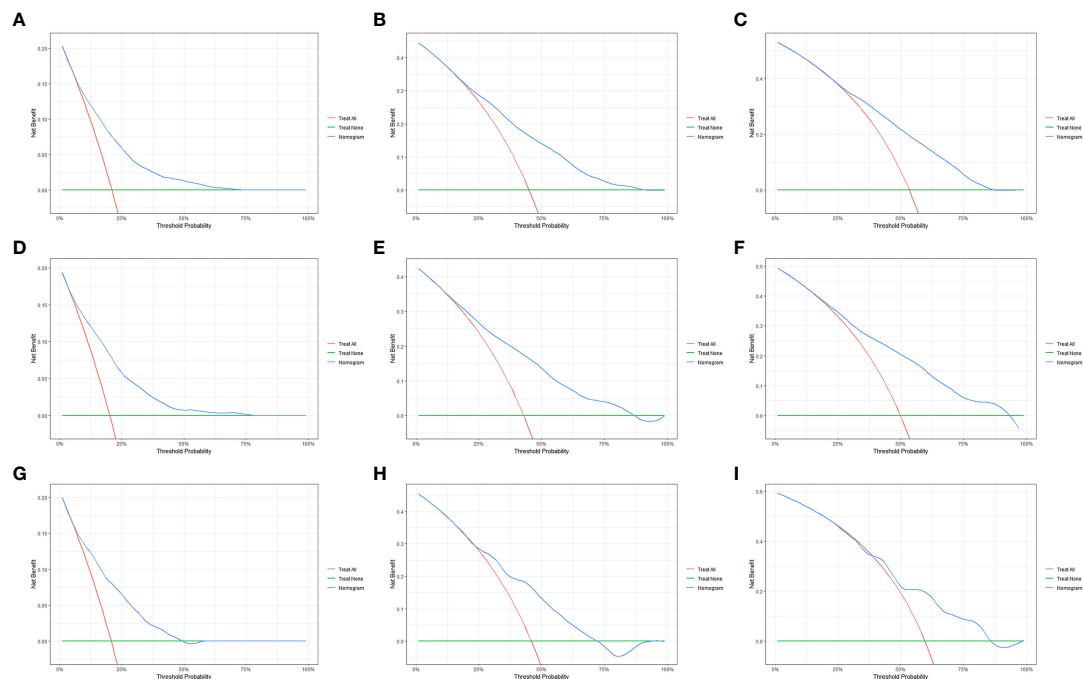 A
0.20
0.15
0.10
0.05
0.00
Net Benefit
0%
25%
50%
75%
100%
Threshold Probability
Treat All
Treat None
Nomogram
B
0.4
0.3
0.2
0.1
0.0
Net Benefit
0%
25%
50%
75%
100%
Threshold Probability
Treat All
Treat None
Nomogram
C
0.4
0.2
0.0
Net Benefit
0%
25%
50%
75%
100%
Threshold Probability
Treat All
Treat None
Nomogram
D
0.20
0.15
0.10
0.05
0.00
Net Benefit
0%
25%
50%
75%
100%
Threshold Probability
Treat All
Treat None
Nomogram
E
0.4
0.3
0.2
0.1
0.0
Net Benefit
0%
25%
50%
75%
100%
Threshold Probability
Treat All
Treat None
Nomogram
F
0.5
0.4
0.3
0.2
0.1
0.0
Net Benefit
0%
25%
50%
75%
100%
Threshold Probability
Treat All
Treat None
Nomogram
G
0.20
0.15
0.10
0.05
0.00
Net Benefit
0%
25%
50%
75%
100%
Threshold Probability
Treat All
Treat None
Nomogram
H
0.4
0.3
0.2
0.1
0.0
Net Benefit
0%
25%
50%
75%
100%
Threshold Probability
Treat All
Treat None
Nomogram
I
0.6
0.4
0.2
0.0
Net Benefit
0%
25%
50%
75%
100%
Threshold Probability
Treat All
Treat None
Nomogram